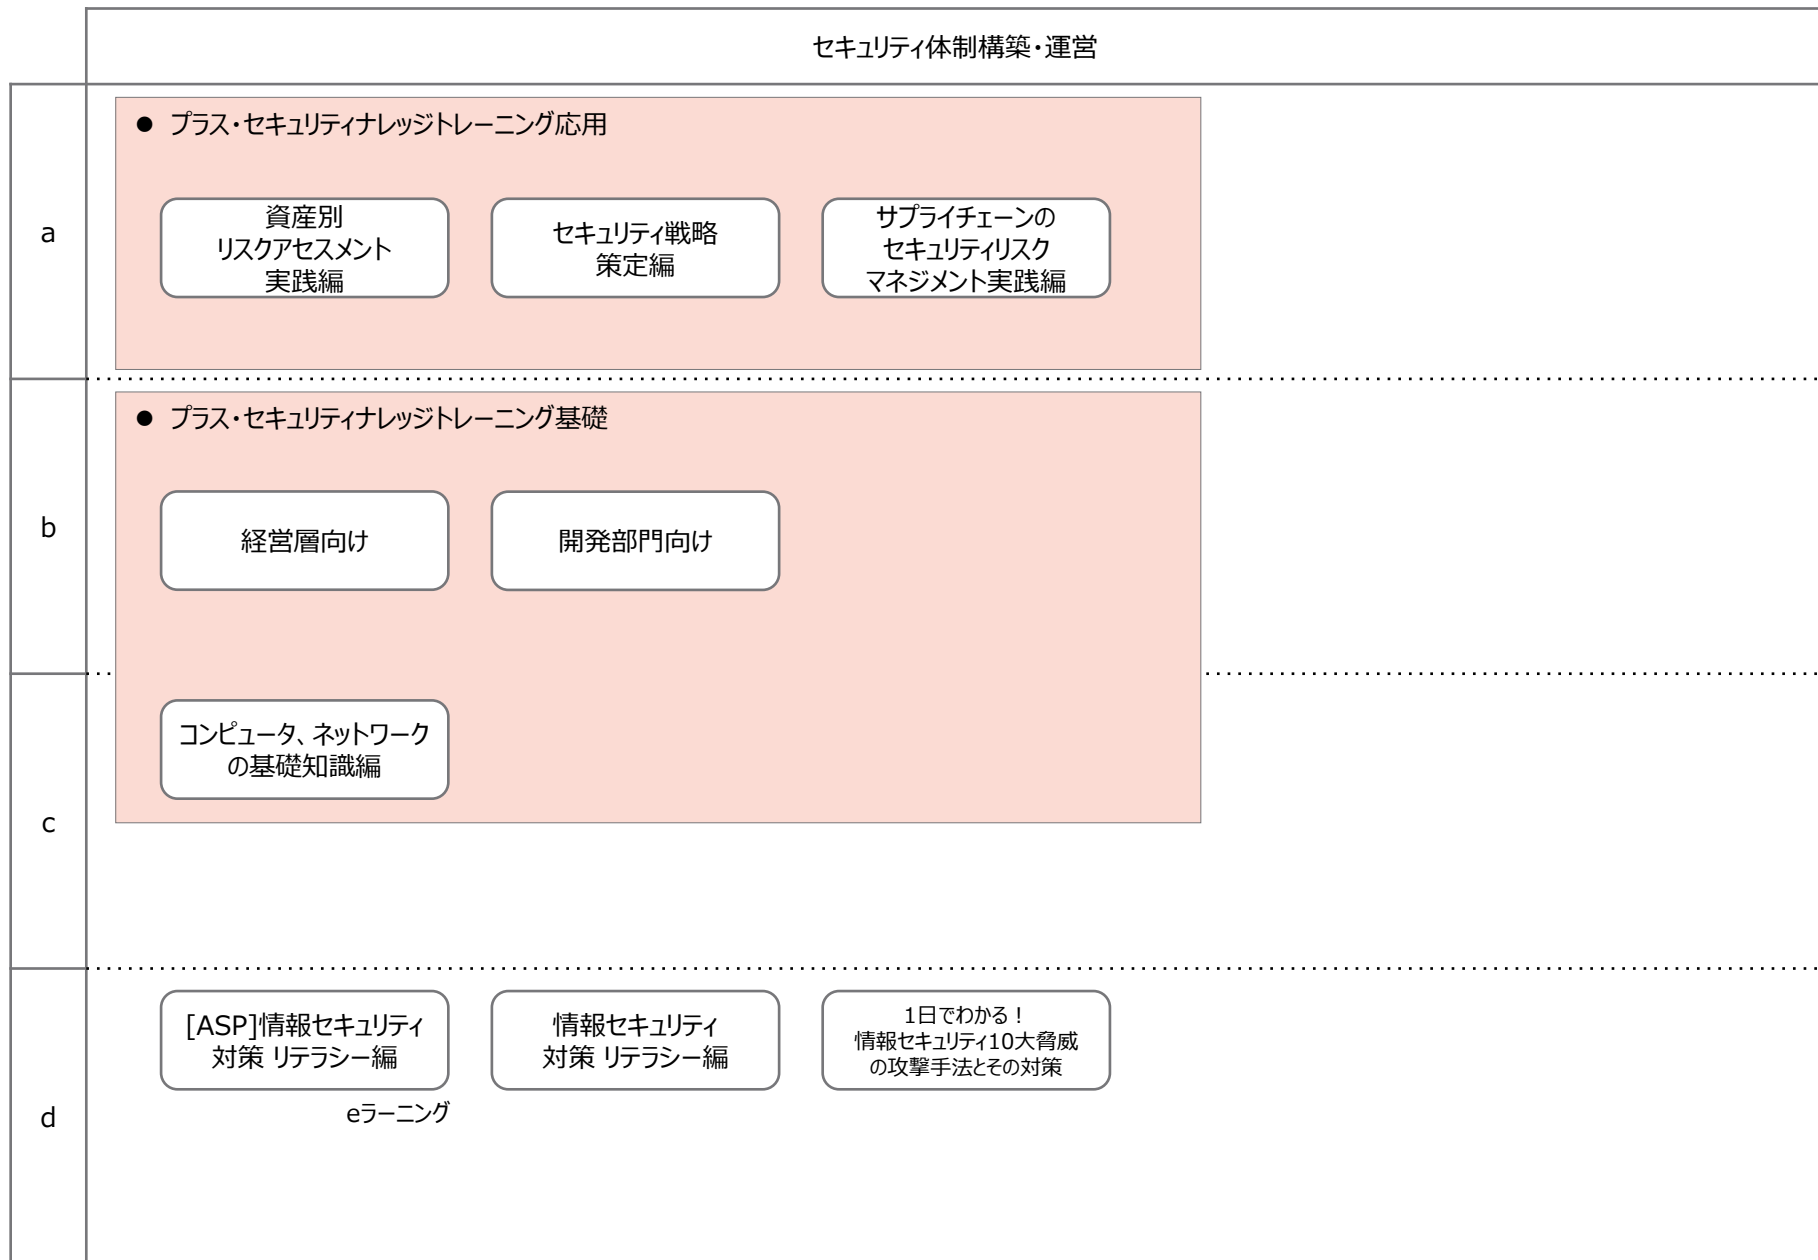 セキュリティ体制構築・運営
a
● プラス・セキュリティナレッジトレーニング応用
資産別
リスクアセスメント
実践編
セキュリティ戦略
策定編
サプライチェーンの
セキュリティリスク
マネジメント実践編
b
● プラス・セキュリティナレッジトレーニング基礎
経営層向け
開発部門向け
c
コンピュータ、ネットワーク
の基礎知識編
d
[ASP]情報セキュリティ
対策 リテラシー編
eラーニング
情報セキュリティ
対策 リテラシー編
1日でわかる！
情報セキュリティ10大脅威
の攻撃手法とその対策